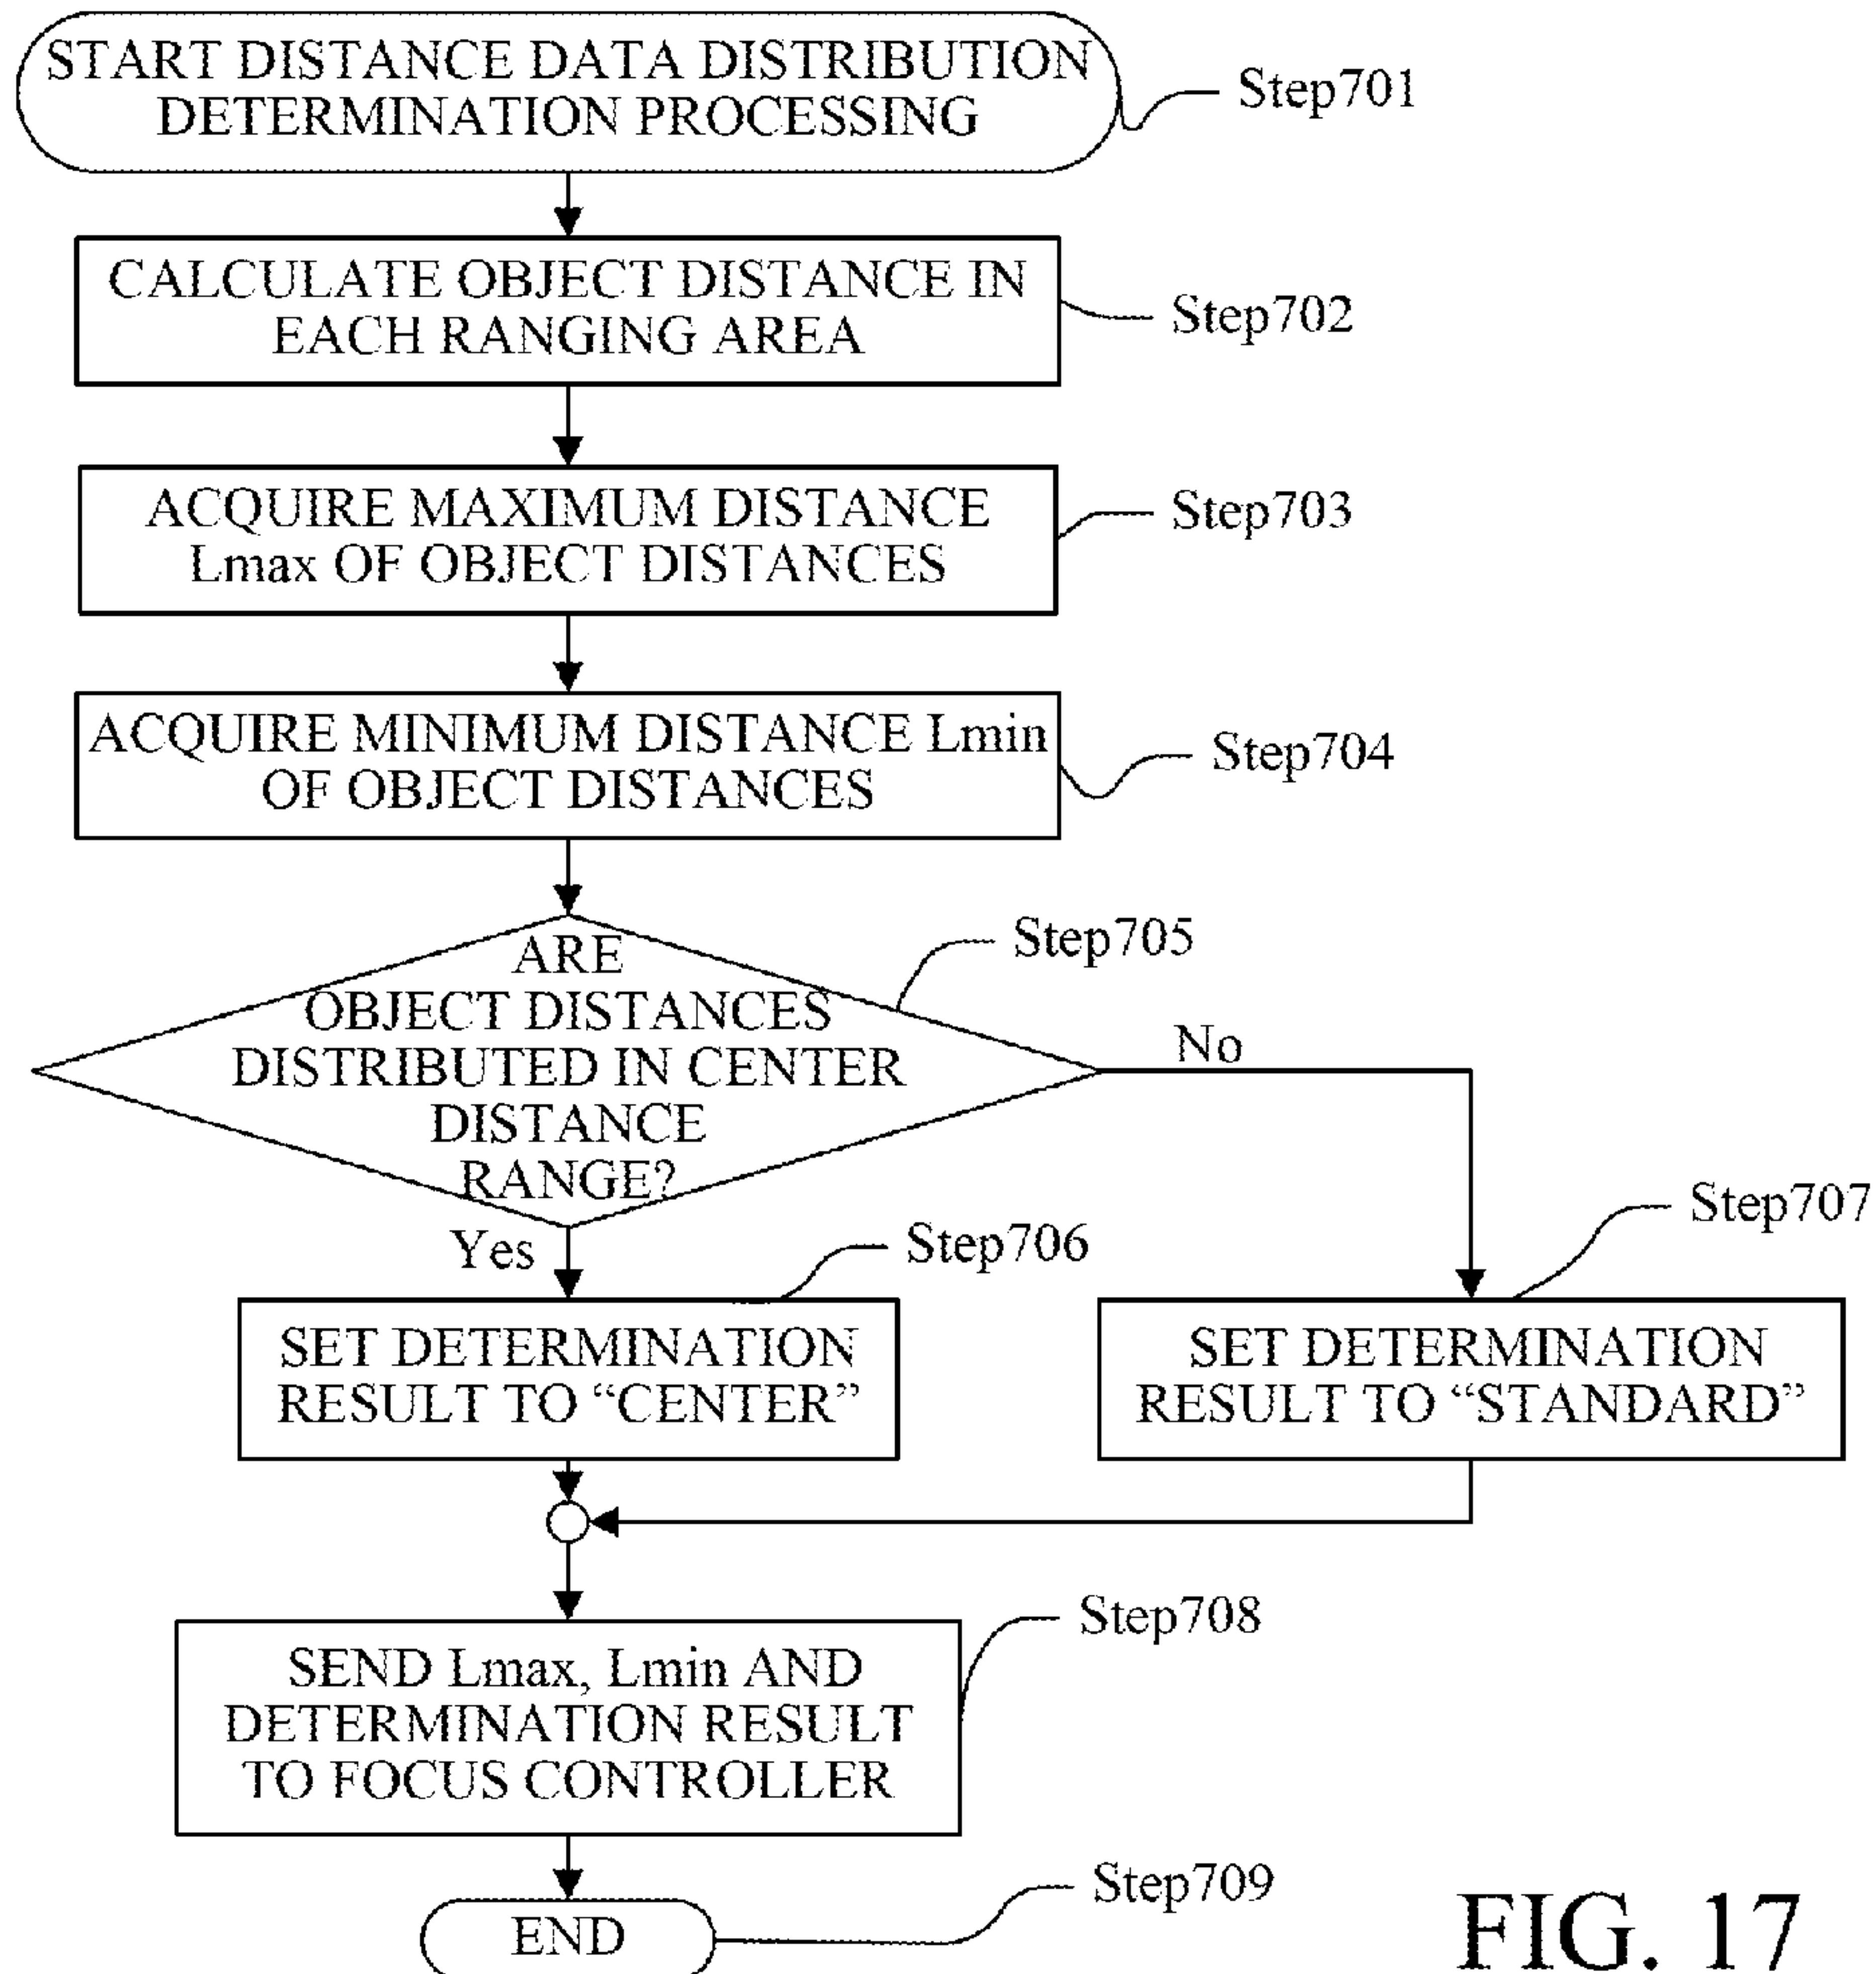 START DISTANCE DATA DISTRIBUTION
DETERMINATION PROCESSING
Step701
CALCULATE OBJECT DISTANCE IN
EACH RANGING AREA
Step702
ACQUIRE MAXIMUM DISTANCE
Lmax OF OBJECT DISTANCES
Step703
ACQUIRE MINIMUM DISTANCE Lmin
OF OBJECT DISTANCES
Step704
ARE
OBJECT DISTANCES
DISTRIBUTED IN CENTER
DISTANCE
RANGE?
Step705
No
Yes
Step706
Step707
SET DETERMINATION
RESULT TO “CENTER”
SET DETERMINATION
RESULT TO “STANDARD”
Step708
SEND Lmax, Lmin AND
DETERMINATION RESULT
TO FOCUS CONTROLLER
Step709
END
FIG. 17